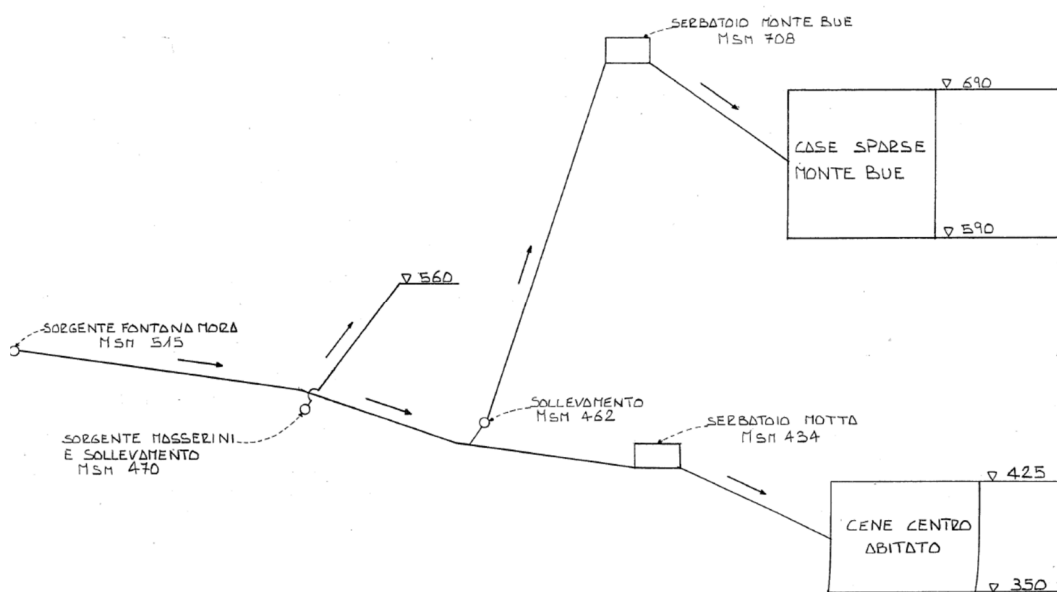 SERBATOIO MONTE BUE
MSM 708
690
CASE SPARSE
MONTE BUE
590
560
SORGENTE FONTANA MORA
MSM 515
SOLLEVAMENTO
MSM 462
SORGENTE MASSERINI
E SOLLEVAMENTO
MSM 470
SERBATOIO MOTTA
MSM 434
425
CENE CENTRO
ABITATO
350